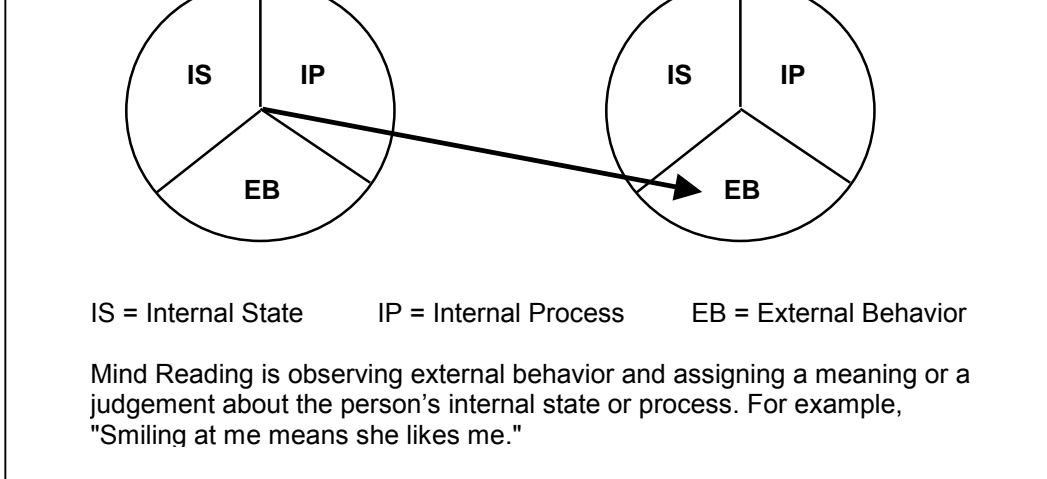 IS IP IS IP
EB EB
IS = Internal State IP = Internal Process EB = External Behavior
Mind Reading is observing external behavior and assigning a meaning or a
judgement about the person's internal state or process. For example,
"Smiling at me means she likes me."